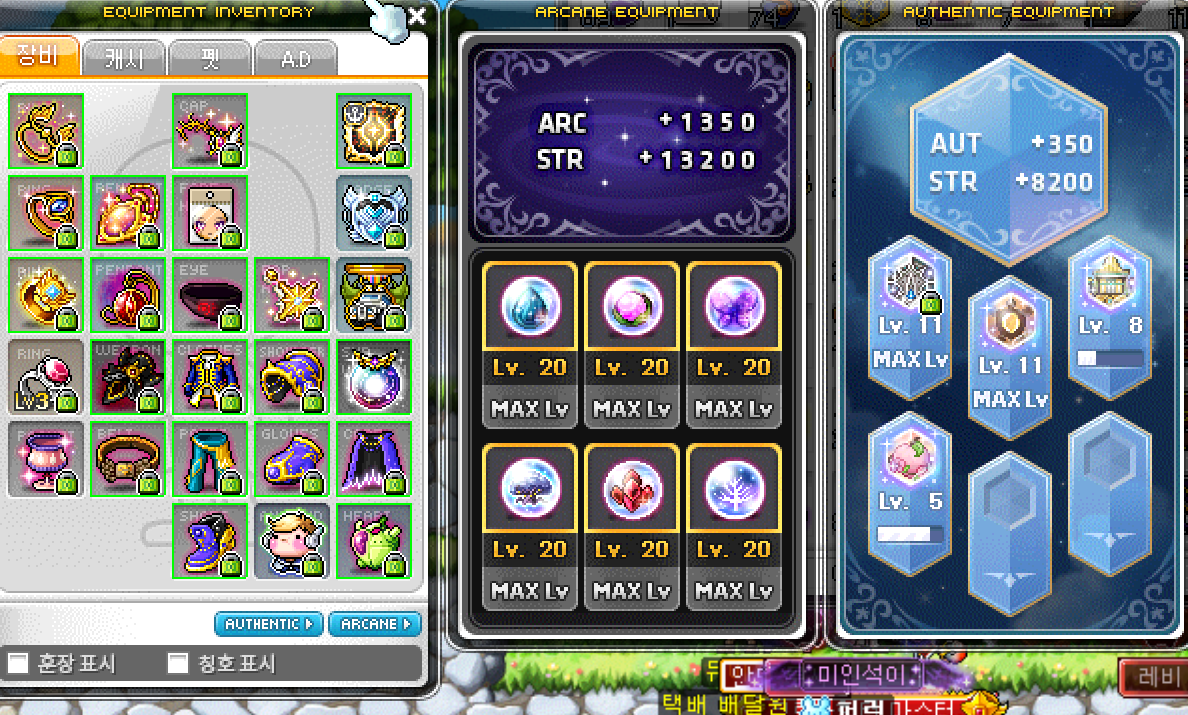 EQUIPMENT INVENTORY
장비
캐시
펫
A.D
CAP
RING
PENDANT
EYE
RING
WEAPON
CLOTHES
SHOULDER
Lv3
BELT
GLOVES
HEART
AUTHENTIC
ARCANE
훈장 표시
칭호 표시
ARCANE EQUIPMENT
ARC +1350
STR +13200
Lv. 20
Lv. 20
Lv. 20
MAX Lv
MAX Lv
MAX Lv
Lv. 20
Lv. 20
Lv. 20
MAX Lv
MAX Lv
MAX Lv
AUTHENTIC EQUIPMENT
AUT +350
STR +8200
Lv. 11
MAX Lv
Lv. 11
MAX Lv
Lv. 8
Lv. 5
미인석이
레비
택배 배달원